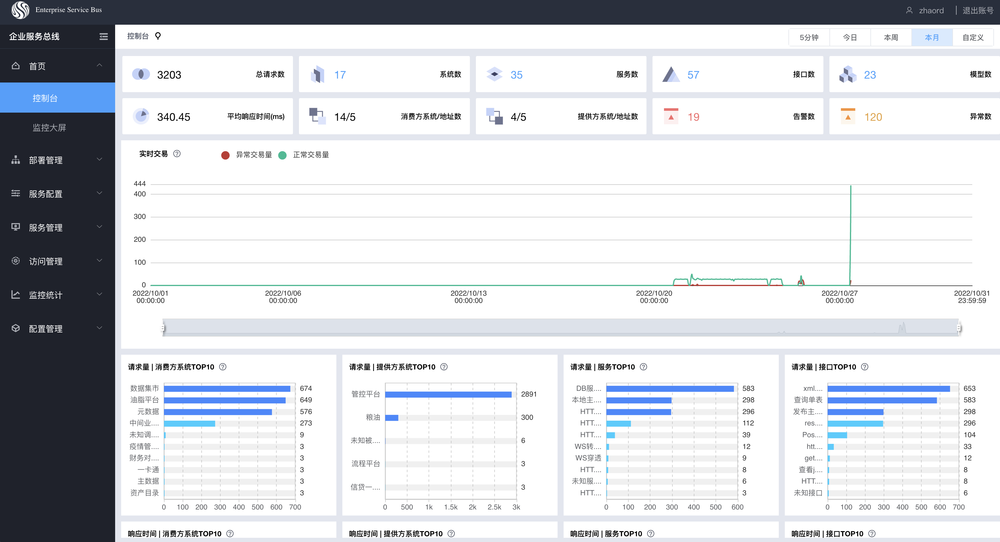 Enterprise Service Bus
zhaord
退出账号
企业服务总线
首页
控制台
监控大屏
部署管理
服务配置
服务管理
访问管理
监控统计
配置管理
控制台
5分钟
今日
本周
本月
自定义
3203 总请求数
17 系统数
35 服务数
57 接口数
23 模型数
340.45 平均响应时间(ms)
14/5 消费方系统/地址数
4/5 提供方系统/地址数
19 告警数
120 异常数
实时交易
异常交易量
正常交易量
444
400
300
200
100
0
2022/10/01
00:00:00
2022/10/06
00:00:00
2022/10/13
00:00:00
2022/10/20
00:00:00
2022/10/27
00:00:00
2022/10/31
23:59:59
请求量 | 消费方系统TOP10
数据集市 674
油脂平台 649
元数据 576
中间业.... 273
未知调.... 9
疫情管.... 3
财务对.... 3
一卡通 3
主数据 3
资产目录 3
0 100 200 300 400 500 600 700
请求量 | 提供方系统TOP10
管控平台 2891
粮油 300
未知被.... 6
流程平台 3
信贷一.... 3
0 500 1k 1.5k 2k 2.5k 3k
请求量 | 服务TOP10
DB服.... 583
本地主.... 298
HTT.... 296
HTT.... 112
HTT.... 39
WS转.... 12
WS穿透 9
HTT.... 8
未知服.... 6
HTT.... 3
0 100 200 300 400 500 600
请求量 | 接口TOP10
xml.... 653
查询单表 583
发布主.... 298
res.... 296
Pos.... 104
htt.... 33
get.... 12
查看j.... 8
HTT.... 8
未知接口 6
0 100 200 300 400 500 600 700
响应时间 | 消费方系统TOP10
响应时间 | 提供方系统TOP10
响应时间 | 服务TOP10
响应时间 | 接口TOP10